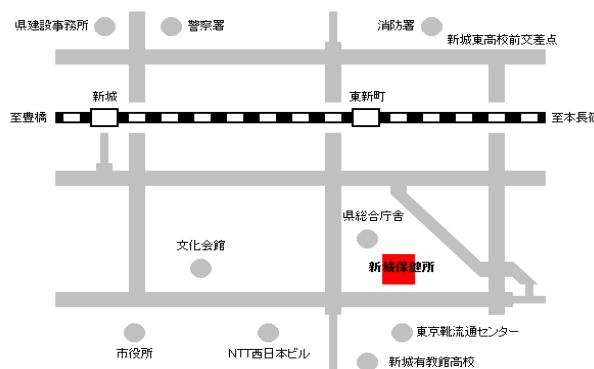 県建設事務所
警察署
消防署
新城東高校前交差点
新城
東新町
至豊橋
至本長篠
県総合庁舎
文化会館
新城保健所
東京靴流通センター
市役所
NTT西日本ビル
新城有教館高校